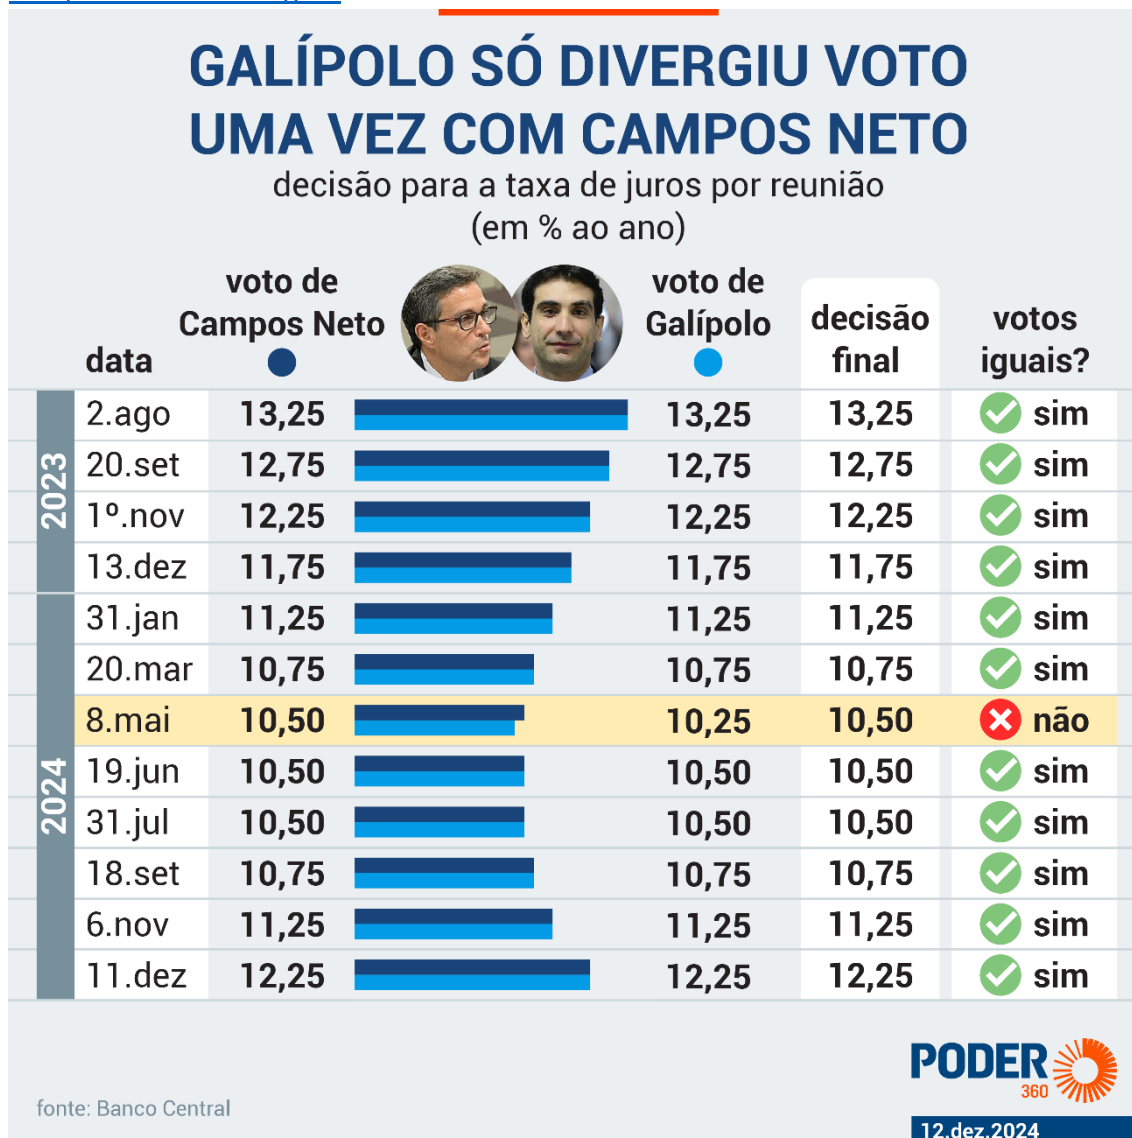 GALÍPOLO SÓ DIVERGIU VOTO
UMA VEZ COM CAMPOS NETO
decisão para a taxa de juros por reunião
(em % ao ano)
data
voto de
Campos Neto
voto de
Galípolo
decisão
final
votos
iguais?
2023
2.ago 13,25 13,25 13,25 sim
20.set 12,75 12,75 12,75 sim
1º.nov 12,25 12,25 12,25 sim
13.dez 11,75 11,75 11,75 sim
2024
31.jan 11,25 11,25 11,25 sim
20.mar 10,75 10,75 10,75 sim
8.mai 10,50 10,25 10,50 não
19.jun 10,50 10,50 10,50 sim
31.jul 10,50 10,50 10,50 sim
18.set 10,75 10,75 10,75 sim
6.nov 11,25 11,25 11,25 sim
11.dez 12,25 12,25 12,25 sim
PODER
360
fonte: Banco Central
12.dez.2024